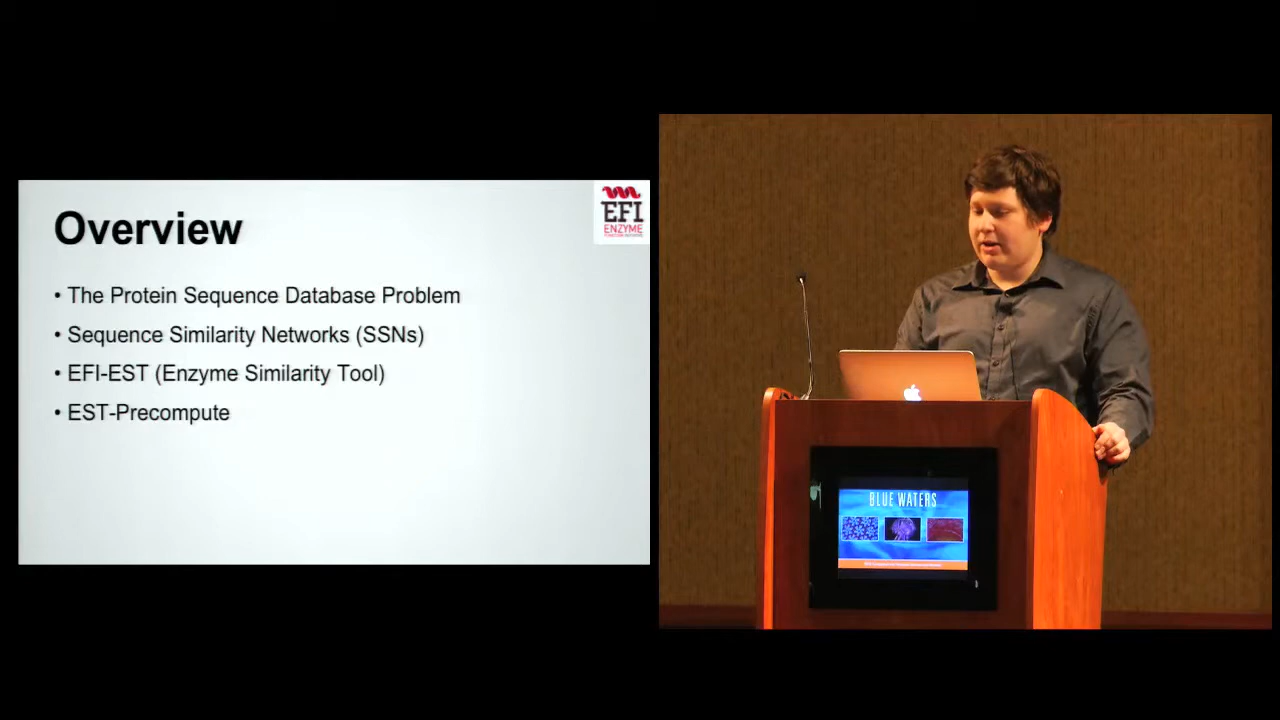 Overview
EFI
ENZYME
• The Protein Sequence Database Problem
• Sequence Similarity Networks (SSNs)
• EFI-EST (Enzyme Similarity Tool)
• EST-Precompute
BLUE WATERS